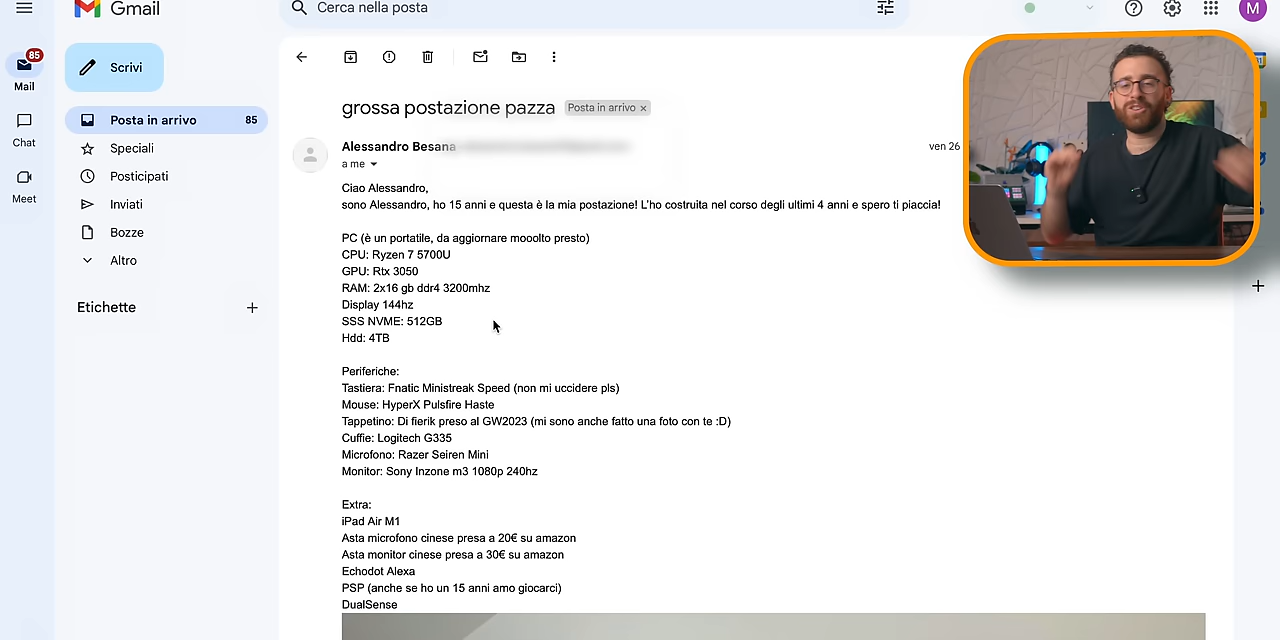 Gmail
Cerca nella posta
M
85
Mail
Chat
Meet
Scrivi
Posta in arrivo 85
Speciali
Posticipati
Inviati
Bozze
Altro
Etichette
grossa postazione pazza Posta in arrivo ×
Alessandro Besana
ven 26
a me
Ciao Alessandro,
sono Alessandro, ho 15 anni e questa è la mia postazione! L'ho costruita nel corso degli ultimi 4 anni e spero ti piaccia!
PC (è un portatile, da aggiornare mooolto presto)
CPU: Ryzen 7 5700U
GPU: Rtx 3050
RAM: 2x16 gb ddr4 3200mhz
Display 144hz
SSS NVME: 512GB
Hdd: 4TB
Periferiche:
Tastiera: Fnatic Ministreak Speed (non mi uccidere pls)
Mouse: HyperX Pulsfire Haste
Tappetino: Di fierik preso al GW2023 (mi sono anche fatto una foto con te :D)
Cuffie: Logitech G335
Microfono: Razer Seiren Mini
Monitor: Sony Inzone m3 1080p 240hz
Extra:
iPad Air M1
Asta microfono cinese presa a 20€ su amazon
Asta monitor cinese presa a 30€ su amazon
Echodot Alexa
PSP (anche se ho un 15 anni amo giocarci)
DualSense